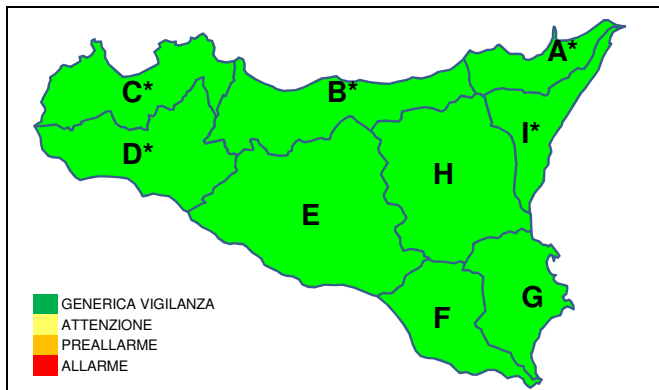 A*
C*
B*
I*
D*
H
E
G
F
GENERICA VIGILANZA
ATTENZIONE
PREALLARME
ALLARME